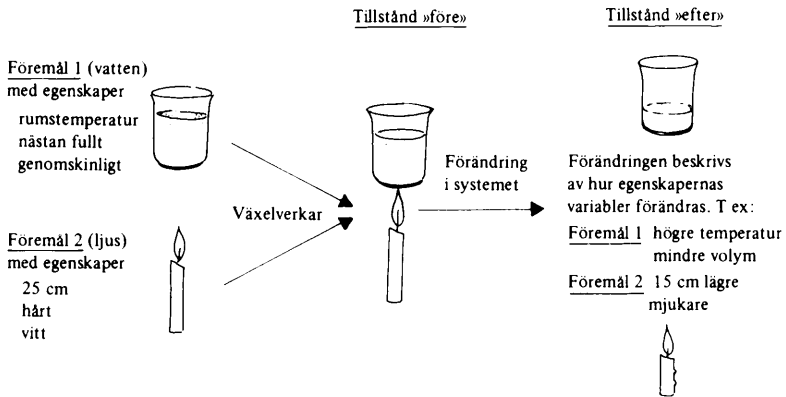 Tillstånd »före»
Tillstånd »efter»
Föremål 1 (vatten)
med egenskaper
rumstemperatur
nästan fullt
genomskinligt
Växelverkar
Föremål 2 (ljus)
med egenskaper
25 cm
hårt
vitt
Förändring
i systemet
Förändringen beskrivs
av hur egenskapernas
variabler förändras. T ex:
Föremål 1 högre temperatur
mindre volym
Föremål 2 15 cm lägre
mjukare